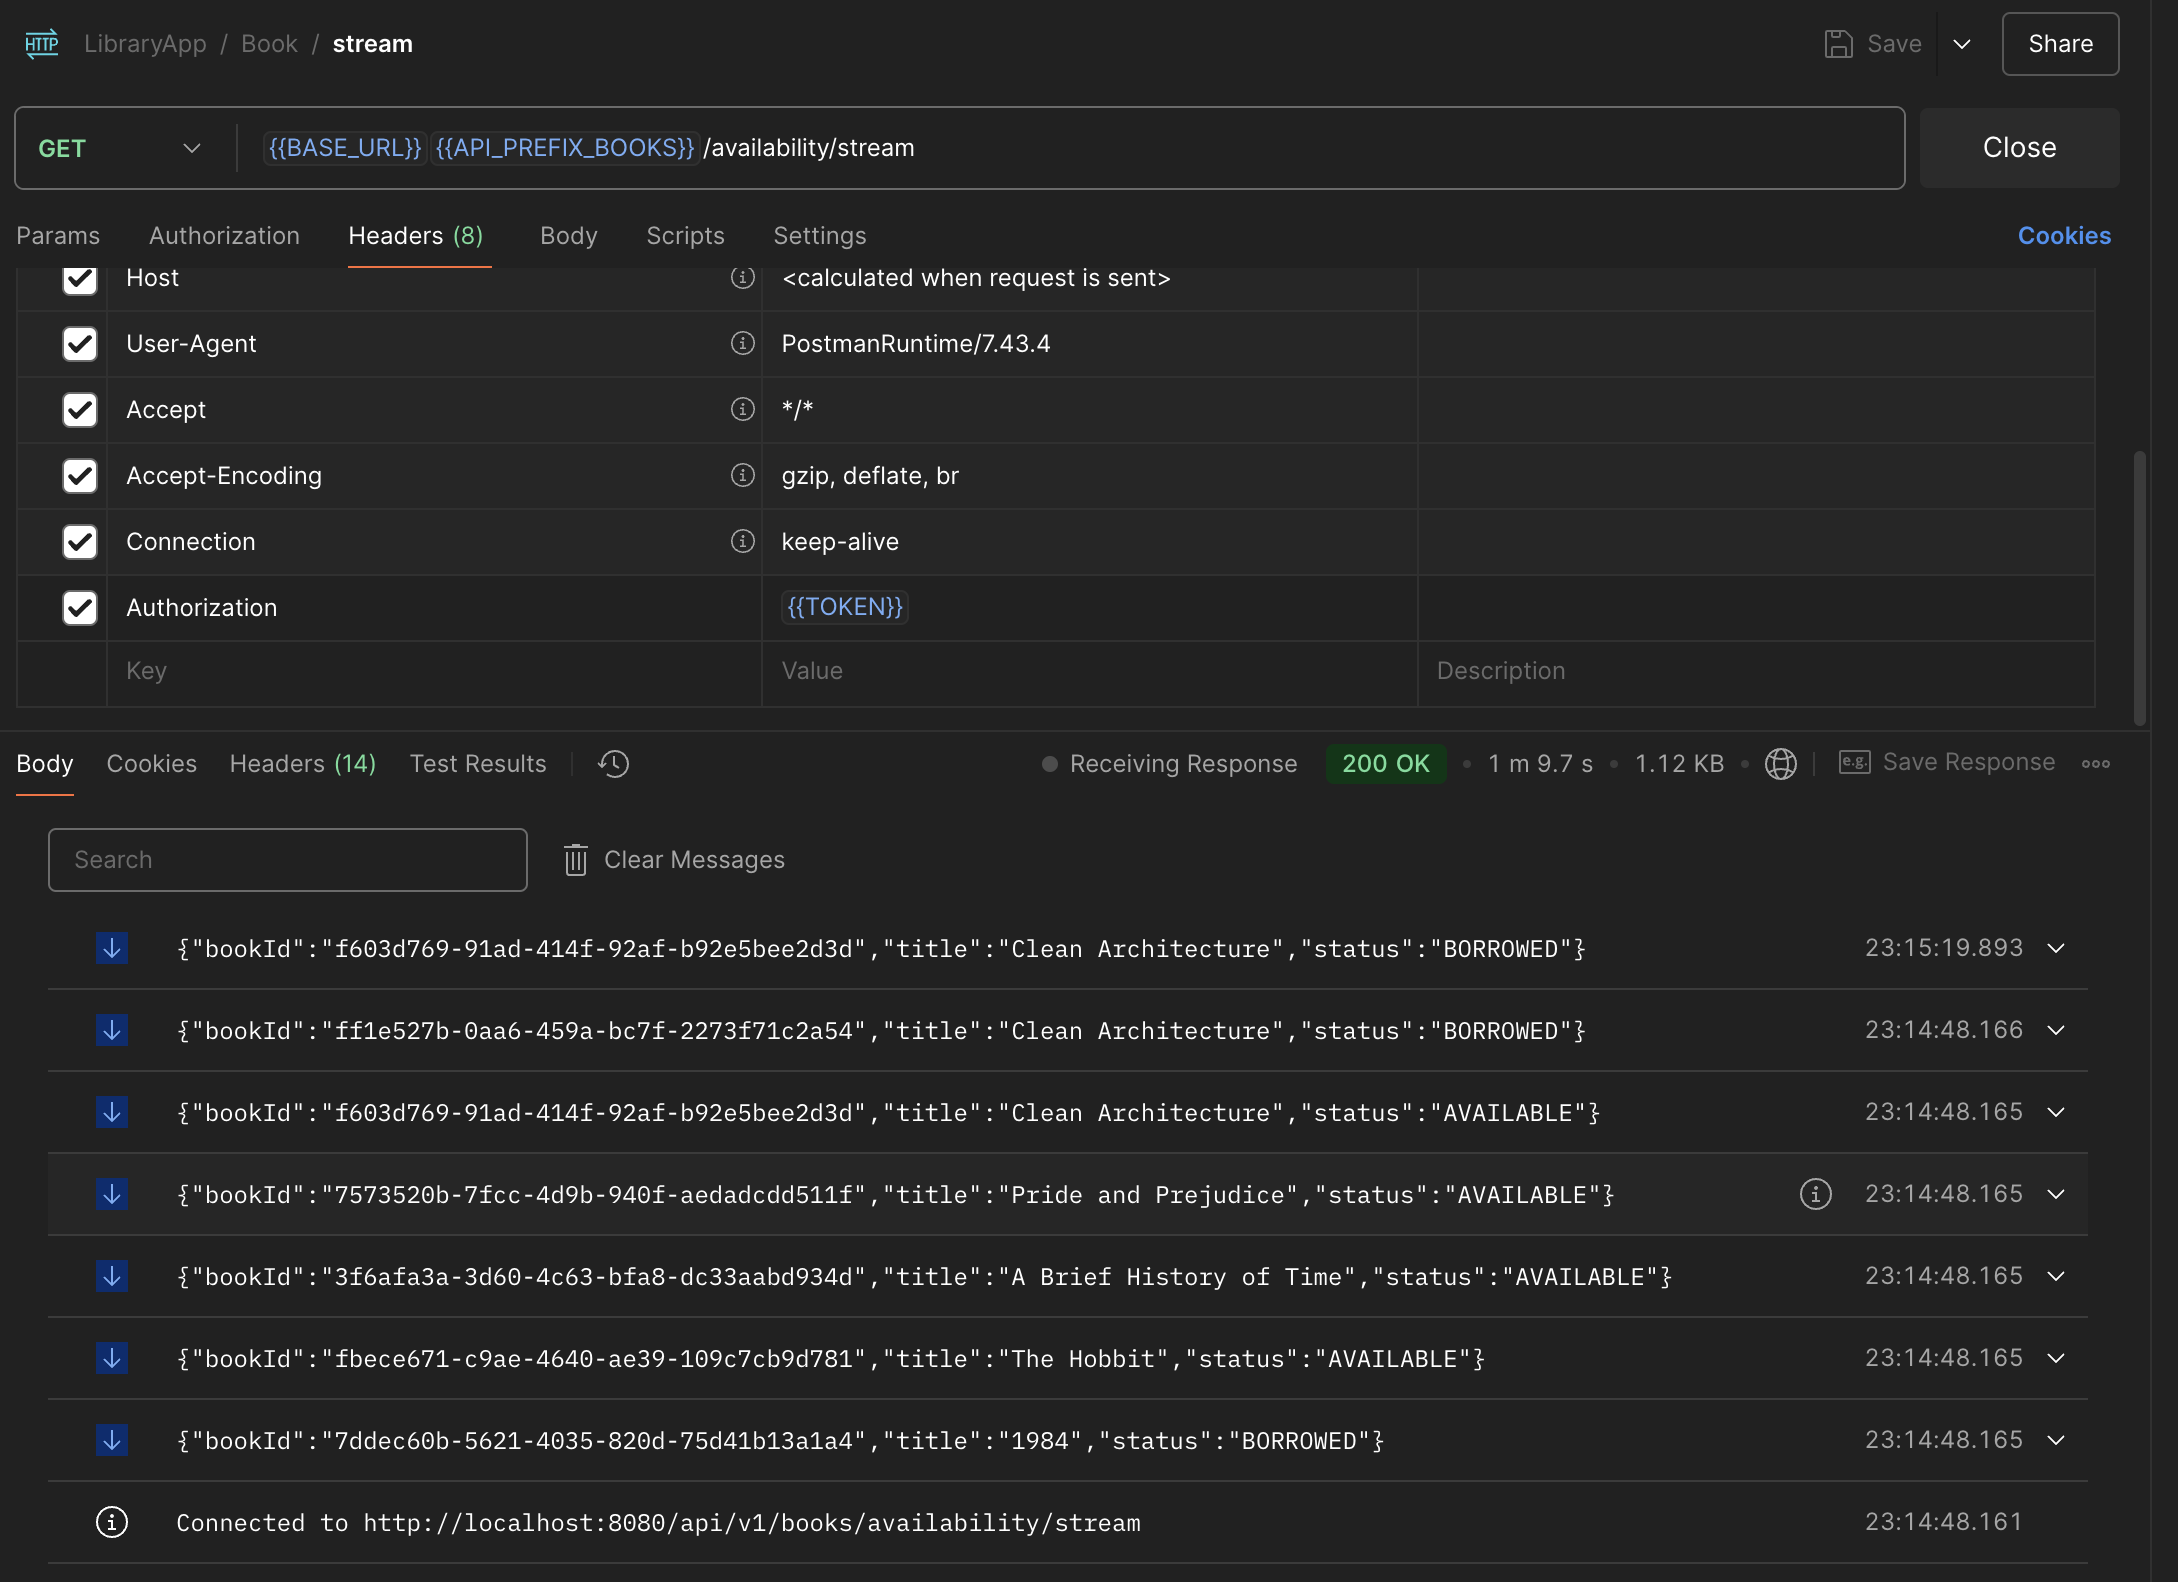 HTTP LibraryApp / Book / stream Save Share
GET {{BASE_URL}} {{API_PREFIX_BOOKS}} /availability/stream Close
Params Authorization Headers (8) Body Scripts Settings Cookies
Host <calculated when request is sent>
User-Agent PostmanRuntime/7.43.4
Accept */*
Accept-Encoding gzip, deflate, br
Connection keep-alive
Authorization {{TOKEN}}
Key Value Description
Body Cookies Headers (14) Test Results Receiving Response 200 OK • 1 m 9.7 s • 1.12 KB • e.g. Save Response
Search Clear Messages
{"bookId":"f603d769-91ad-414f-92af-b92e5bee2d3d","title":"Clean Architecture","status":"BORROWED"} 23:15:19.893
{"bookId":"ff1e527b-0aa6-459a-bc7f-2273f71c2a54","title":"Clean Architecture","status":"BORROWED"} 23:14:48.166
{"bookId":"f603d769-91ad-414f-92af-b92e5bee2d3d","title":"Clean Architecture","status":"AVAILABLE"} 23:14:48.165
{"bookId":"7573520b-7fcc-4d9b-940f-aedadcdd511f","title":"Pride and Prejudice","status":"AVAILABLE"} 23:14:48.165
{"bookId":"3f6afa3a-3d60-4c63-bfa8-dc33aabd934d","title":"A Brief History of Time","status":"AVAILABLE"} 23:14:48.165
{"bookId":"fbece671-c9ae-4640-ae39-109c7cb9d781","title":"The Hobbit","status":"AVAILABLE"} 23:14:48.165
{"bookId":"7ddec60b-5621-4035-820d-75d41b13a1a4","title":"1984","status":"BORROWED"} 23:14:48.165
Connected to http://localhost:8080/api/v1/books/availability/stream 23:14:48.161